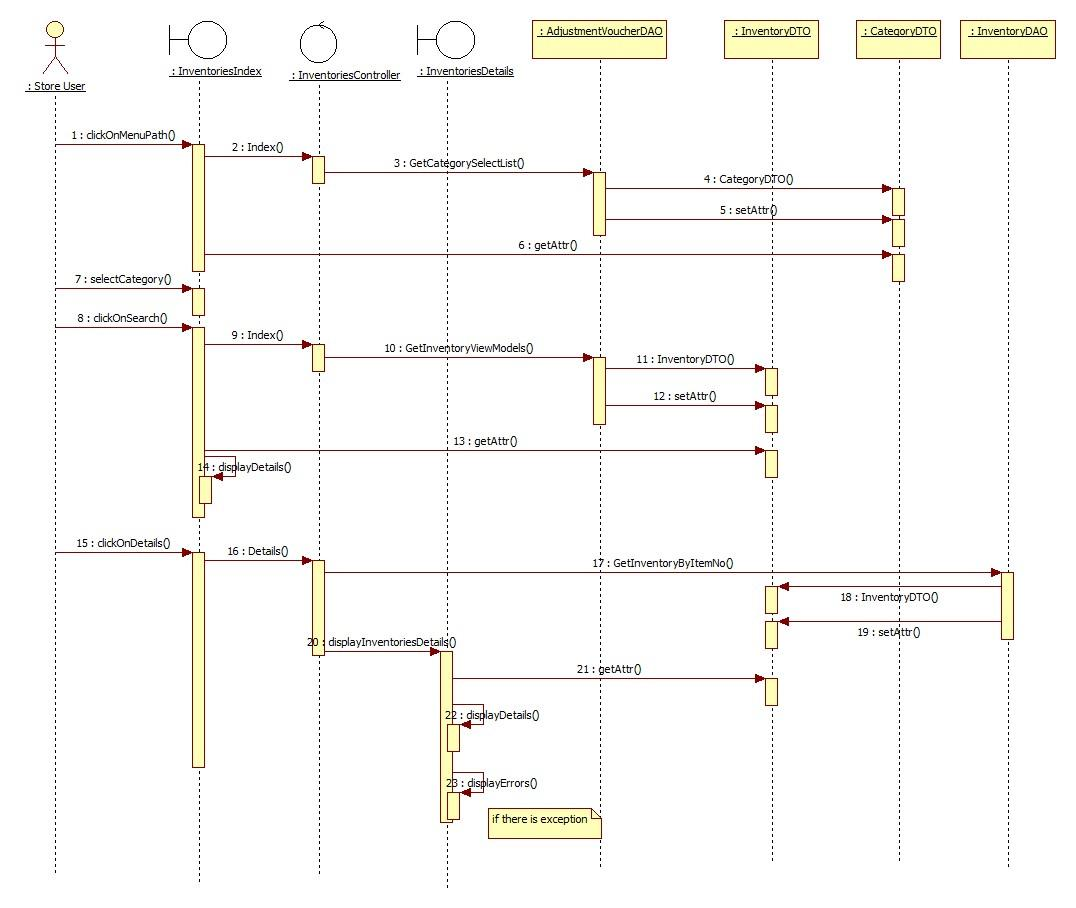 : Store User
: InventoriesIndex
: InventoriesController
: InventoriesDetails
: AdjustmentVoucherDAO
: InventoryDTO
: CategoryDTO
: InventoryDAO
1 : clickOnMenuPath()
2 : Index()
3 : GetCategorySelectList()
4 : CategoryDTO()
5 : setAttr()
6 : getAttr()
7 : selectCategory()
8 : clickOnSearch()
9 : Index()
10 : GetInventoryViewModels()
11 : InventoryDTO()
12 : setAttr()
13 : getAttr()
14 : displayDetails()
15 : clickOnDetails()
16 : Details()
17 : GetInventoryByItemNo()
18 : InventoryDTO()
19 : setAttr()
20 : displayInventoriesDetails()
21 : getAttr()
22 : displayDetails()
23 : displayErrors()
if there is exception